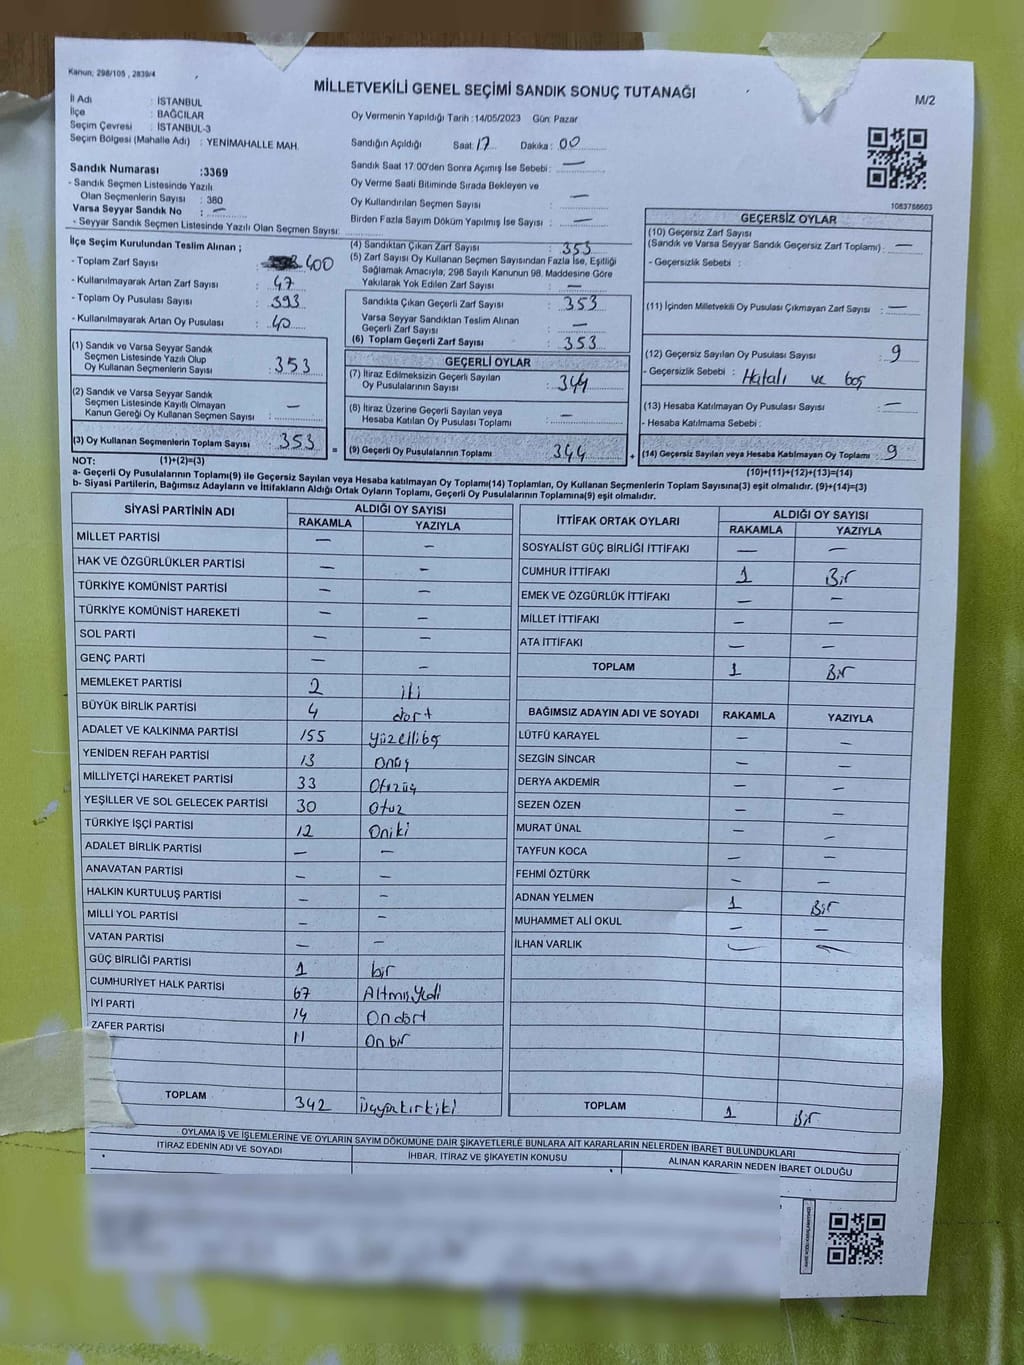 Kanun; 298/105 , 2839/4
MİLLETVEKİLİ GENEL SEÇİMİ SANDIK SONUÇ TUTANAĞI
M/2
İl Adı : İSTANBUL
İlçe : BAĞCILAR
Seçim Çevresi : İSTANBUL-3
Seçim Bölgesi (Mahalle Adı) : YENİMAHALLE MAH.
Oy Vermenin Yapıldığı Tarih :14/05/2023 Gün: Pazar
Sandığın Açıldığı Saat: 17 Dakika: 00
Sandık Saat 17:00'den Sonra Açımış İse Sebebi: —
Oy Verme Saati Bitiminde Sırada Bekleyen ve
Oy Kullandırılan Seçmen Sayısı : —
Birden Fazla Sayım Döküm Yapılmış İse Sayısı : —
Sandık Numarası :3369
- Sandık Seçmen Listesinde Yazılı
Olan Seçmenlerin Sayısı : 380
Varsa Seyyar Sandık No : —
- Seyyar Sandık Seçmen Listesinde Yazılı Olan Seçmen Sayısı:
1083788603
İlçe Seçim Kurulundan Teslim Alınan ;
- Toplam Zarf Sayısı : 400
- Kullanılmayarak Artan Zarf Sayısı : 47
- Toplam Oy Pusulası Sayısı : 393
- Kullanılmayarak Artan Oy Pusulası : 40
(1) Sandık ve Varsa Seyyar Sandık
Seçmen Listesinde Yazılı Olup
Oy Kullanan Seçmenlerin Sayısı : 353
(2) Sandık ve Varsa Seyyar Sandık
Seçmen Listesinde Kayıtlı Olmayan
Kanun Gereği Oy Kullanan Seçmen Sayısı : —
(3) Oy Kullanan Seçmenlerin Toplam Sayısı : 353
(4) Sandıktan Çıkan Zarf Sayısı : 353
(5) Zarf Sayısı Oy Kullanan Seçmen Sayısından Fazla İse, Eşitliği
Sağlamak Amacıyla; 298 Sayılı Kanunun 98. Maddesine Göre
Yakılarak Yok Edilen Zarf Sayısı : —
Sandıkta Çıkan Geçerli Zarf Sayısı : 353
Varsa Seyyar Sandıktan Teslim Alınan
Geçerli Zarf Sayısı : —
(6) Toplam Geçerli Zarf Sayısı : 353
GEÇERLİ OYLAR
(7) İtiraz Edilmeksizin Geçerli Sayılan
Oy Pusulalarının Sayısı : 344
(8) İtiraz Üzerine Geçerli Sayılan veya
Hesaba Katılan Oy Pusulası Toplamı : —
= (9) Geçerli Oy Pusulalarının Toplamı : 344
GEÇERSİZ OYLAR
(10) Geçersiz Zarf Sayısı
(Sandık ve Varsa Seyyar Sandık Geçersiz Zarf Toplamı) : —
- Geçersizlik Sebebi :
(11) İçinden Milletvekili Oy Pusulası Çıkmayan Zarf Sayısı : —
(12) Geçersiz Sayılan Oy Pusulası Sayısı : 9
- Geçersizlik Sebebi : Hatalı ve boş
(13) Hesaba Katılmayan Oy Pusulası Sayısı : —
- Hesaba Katılmama Sebebi :
+ (14) Geçersiz Sayılan veya Hesaba Katılmayan Oy Toplamı : 9
NOT: (1)+(2)=(3)
(10)+(11)+(12)+(13)=(14)
a- Geçerli Oy Pusulalarının Toplamı(9) ile Geçersiz Sayılan veya Hesaba katılmayan Oy Toplamı(14) Toplamları, Oy Kullanan Seçmenlerin Toplam Sayısına(3) eşit olmalıdır. (9)+(14)=(3)
b- Siyasi Partilerin, Bağımsız Adayların ve İttifakların Aldığı Ortak Oyların Toplamı, Geçerli Oy Pusulalarının Toplamına(9) eşit olmalıdır.
SİYASİ PARTİNİN ADI ALDIĞI OY SAYISI
RAKAMLA YAZIYLA
MİLLET PARTİSİ — —
HAK VE ÖZGÜRLÜKLER PARTİSİ — —
TÜRKİYE KOMÜNİST PARTİSİ — —
TÜRKİYE KOMÜNİST HAREKETİ — —
SOL PARTİ — —
GENÇ PARTİ — —
MEMLEKET PARTİSİ 2 iki
BÜYÜK BİRLİK PARTİSİ 4 dört
ADALET VE KALKINMA PARTİSİ 155 yüzellibeş
YENİDEN REFAH PARTİSİ 13 onüç
MİLLİYETÇİ HAREKET PARTİSİ 33 Otuzüç
YEŞİLLER VE SOL GELECEK PARTİSİ 30 Otuz
TÜRKİYE İŞÇİ PARTİSİ 12 Oniki
ADALET BİRLİK PARTİSİ — —
ANAVATAN PARTİSİ — —
HALKIN KURTULUŞ PARTİSİ — —
MİLLİ YOL PARTİSİ — —
VATAN PARTİSİ — —
GÜÇ BİRLİĞİ PARTİSİ 1 bir
CUMHURİYET HALK PARTİSİ 67 Altmış Yedi
İYİ PARTİ 14 Ondört
ZAFER PARTİSİ 11 Onbir
TOPLAM 342 üçyüzkırkiki
İTTİFAK ORTAK OYLARI ALDIĞI OY SAYISI
RAKAMLA YAZIYLA
SOSYALİST GÜÇ BİRLİĞİ İTTİFAKI — —
CUMHUR İTTİFAKI 1 Bir
EMEK VE ÖZGÜRLÜK İTTİFAKI — —
MİLLET İTTİFAKI — —
ATA İTTİFAKI — —
TOPLAM 1 Bir
BAĞIMSIZ ADAYIN ADI VE SOYADI RAKAMLA YAZIYLA
LÜTFÜ KARAYEL — —
SEZGİN SİNCAR — —
DERYA AKDEMİR — —
SEZEN ÖZEN — —
MURAT ÜNAL — —
TAYFUN KOCA — —
FEHMİ ÖZTÜRK — —
ADNAN YELMEN 1 Bir
MUHAMMET ALİ OKUL — —
İLHAN VARLIK — —
TOPLAM 1 Bir
OYLAMA İŞ VE İŞLEMLERİNE VE OYLARIN SAYIM DÖKÜMÜNE DAİR ŞİKAYETLERLE BUNLARA AİT KARARLARIN NELERDEN İBARET BULUNDUKLARI
İTİRAZ EDENİN ADI VE SOYADI İHBAR, İTİRAZ VE ŞİKAYETİN KONUSU ALINAN KARARIN NEDEN İBARET OLDUĞU